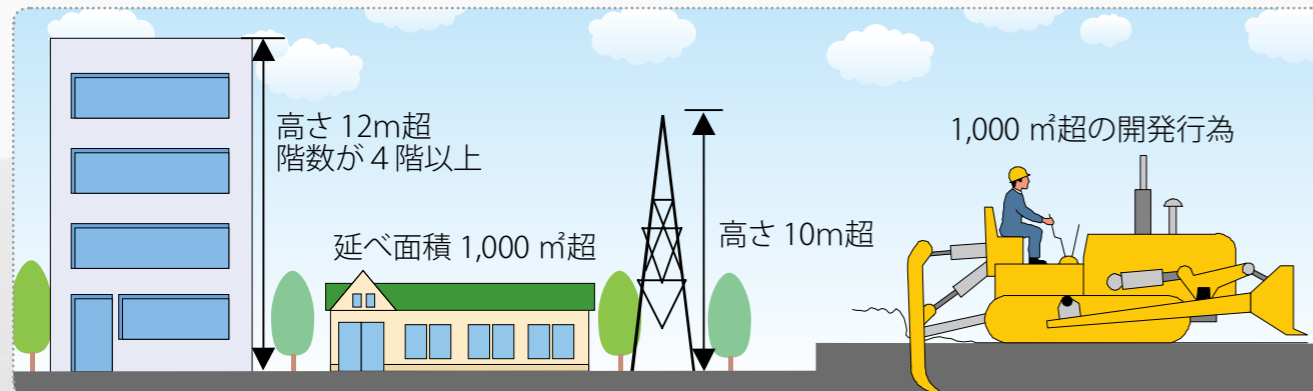 高さ 12m超
階数が 4 階以上
延べ面積 1,000 ㎡超
高さ 10m超
1,000 ㎡超の開発行為